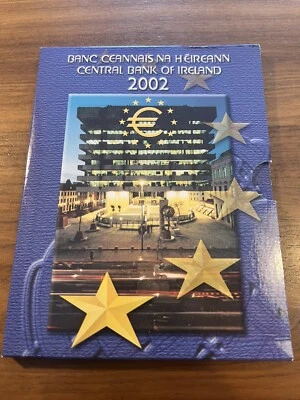 BANC CEANNAIS NA HÉIREANN
CENTRAL BANK OF IRELAND
2002
€